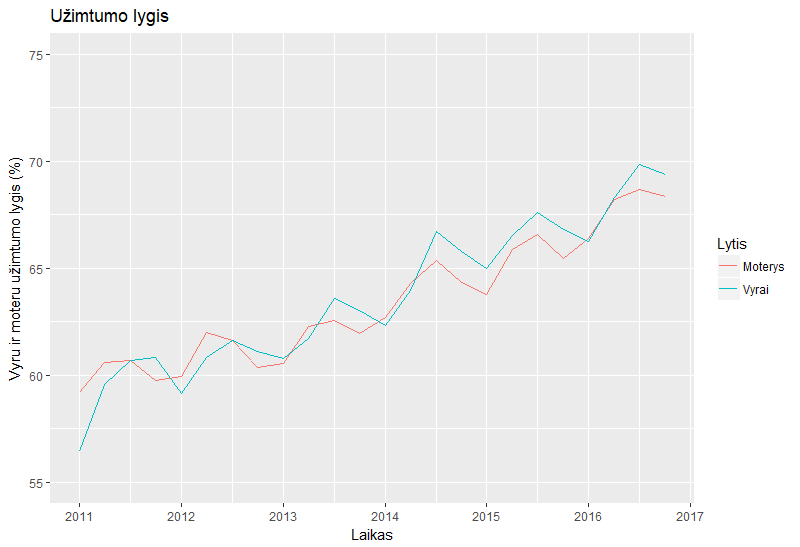 Užimtumo lygis
Vyru ir moteru užimtumo lygis (%)
75
70
65
60
55
2011 2012 2013 2014 2015 2016 2017
Laikas
Lytis
Moterys
Vyrai